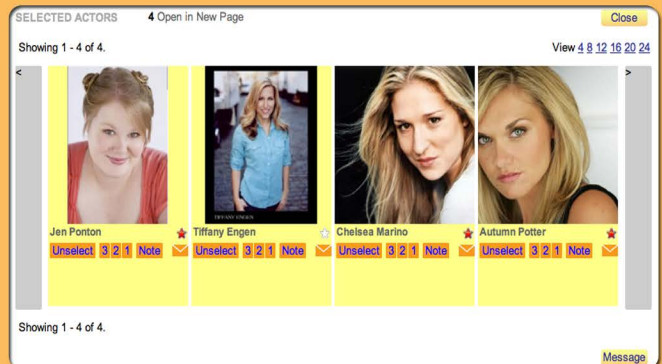 SELECTED ACTORS 4 Open in New Page Close
Showing 1 - 4 of 4. View 4 8 12 16 20 24
< >
TIFFANY ENGEN
Jen Ponton Tiffany Engen Chelsea Marino Autumn Potter
Unselect 3 2 1 Note Unselect 3 2 1 Note Unselect 3 2 1 Note Unselect 3 2 1 Note
Showing 1 - 4 of 4.
Message